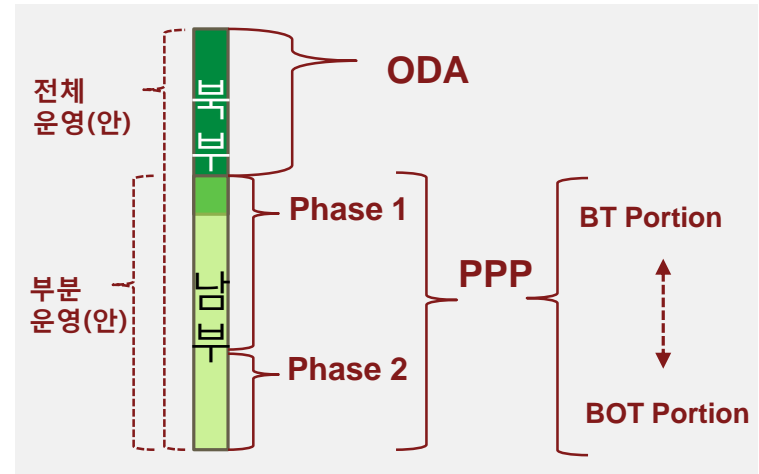 전체
운영(안)
북부
ODA
Phase 1
BT Portion
PPP
부분
운영(안)
남부
Phase 2
BOT Portion